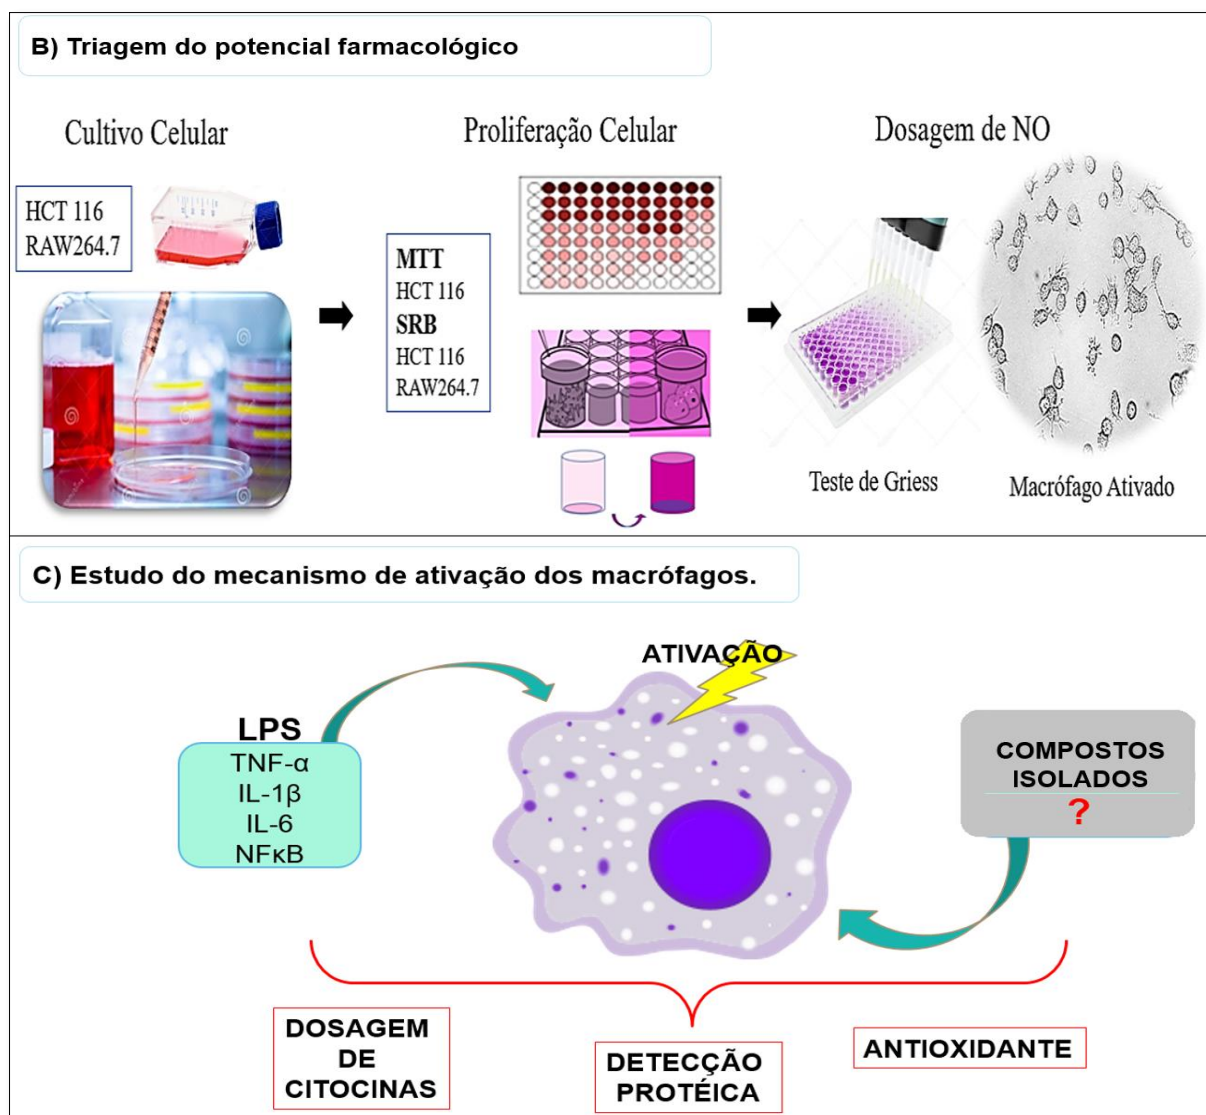 B) Triagem do potencial farmacológico
Cultivo Celular
HCT 116
RAW264.7
Proliferação Celular
MTT
HCT 116
SRB
HCT 116
RAW264.7
Dosagem de NO
Teste de Griess
Macrófago Ativado
C) Estudo do mecanismo de ativação dos macrófagos.
ATIVAÇÃO
LPS
TNF-α
IL-1β
IL-6
NFκB
COMPOSTOS
ISOLADOS
?
DOSAGEM
DE
CITOCINAS
DETECÇÃO
PROTÉICA
ANTIOXIDANTE